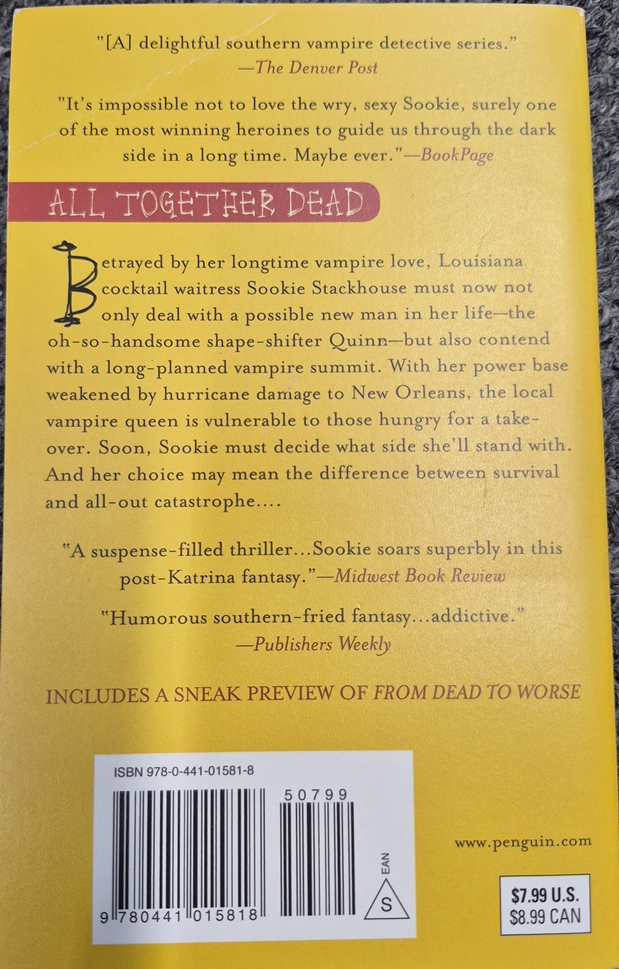 "[A] delightful southern vampire detective series."
—The Denver Post
"It's impossible not to love the wry, sexy Sookie, surely one
of the most winning heroines to guide us through the dark
side in a long time. Maybe ever."—BookPage
ALL TOGETHER DEAD
Betrayed by her longtime vampire love, Louisiana
cocktail waitress Sookie Stackhouse must now not
only deal with a possible new man in her life—the
oh-so-handsome shape-shifter Quinn—but also contend
with a long-planned vampire summit. With her power base
weakened by hurricane damage to New Orleans, the local
vampire queen is vulnerable to those hungry for a take-
over. Soon, Sookie must decide what side she'll stand with.
And her choice may mean the difference between survival
and all-out catastrophe....
"A suspense-filled thriller...Sookie soars superbly in this
post-Katrina fantasy."—Midwest Book Review
"Humorous southern-fried fantasy...addictive."
—Publishers Weekly
INCLUDES A SNEAK PREVIEW OF FROM DEAD TO WORSE
ISBN 978-0-441-01581-8
50799
9 780441 015818
EAN
S
www.penguin.com
$7.99 U.S.
$8.99 CAN